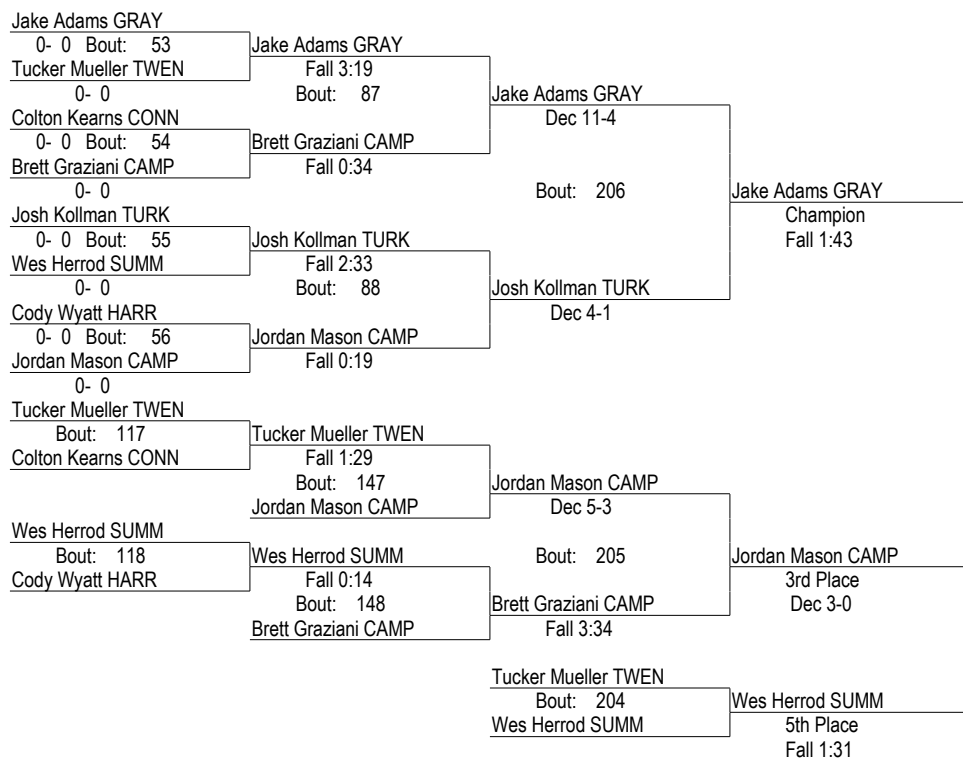 Jake Adams GRAY
0- 0 Bout: 53 Jake Adams GRAY
Tucker Mueller TWEN Fall 3:19
0- 0 Bout: 87 Jake Adams GRAY
Colton Kearns CONN Dec 11-4
0- 0 Bout: 54 Brett Graziani CAMP
Brett Graziani CAMP Fall 0:34
0- 0 Bout: 206 Jake Adams GRAY
Josh Kollman TURK Champion
0- 0 Bout: 55 Josh Kollman TURK Fall 1:43
Wes Herrod SUMM Fall 2:33
0- 0 Bout: 88 Josh Kollman TURK
Cody Wyatt HARR Dec 4-1
0- 0 Bout: 56 Jordan Mason CAMP
Jordan Mason CAMP Fall 0:19
0- 0
Tucker Mueller TWEN
Bout: 117 Tucker Mueller TWEN
Colton Kearns CONN Fall 1:29
Bout: 147 Jordan Mason CAMP
Jordan Mason CAMP Dec 5-3
Wes Herrod SUMM
Bout: 118 Wes Herrod SUMM Bout: 205 Jordan Mason CAMP
Cody Wyatt HARR Fall 0:14 3rd Place
Bout: 148 Brett Graziani CAMP Dec 3-0
Brett Graziani CAMP Fall 3:34
Tucker Mueller TWEN
Bout: 204 Wes Herrod SUMM
Wes Herrod SUMM 5th Place
Fall 1:31